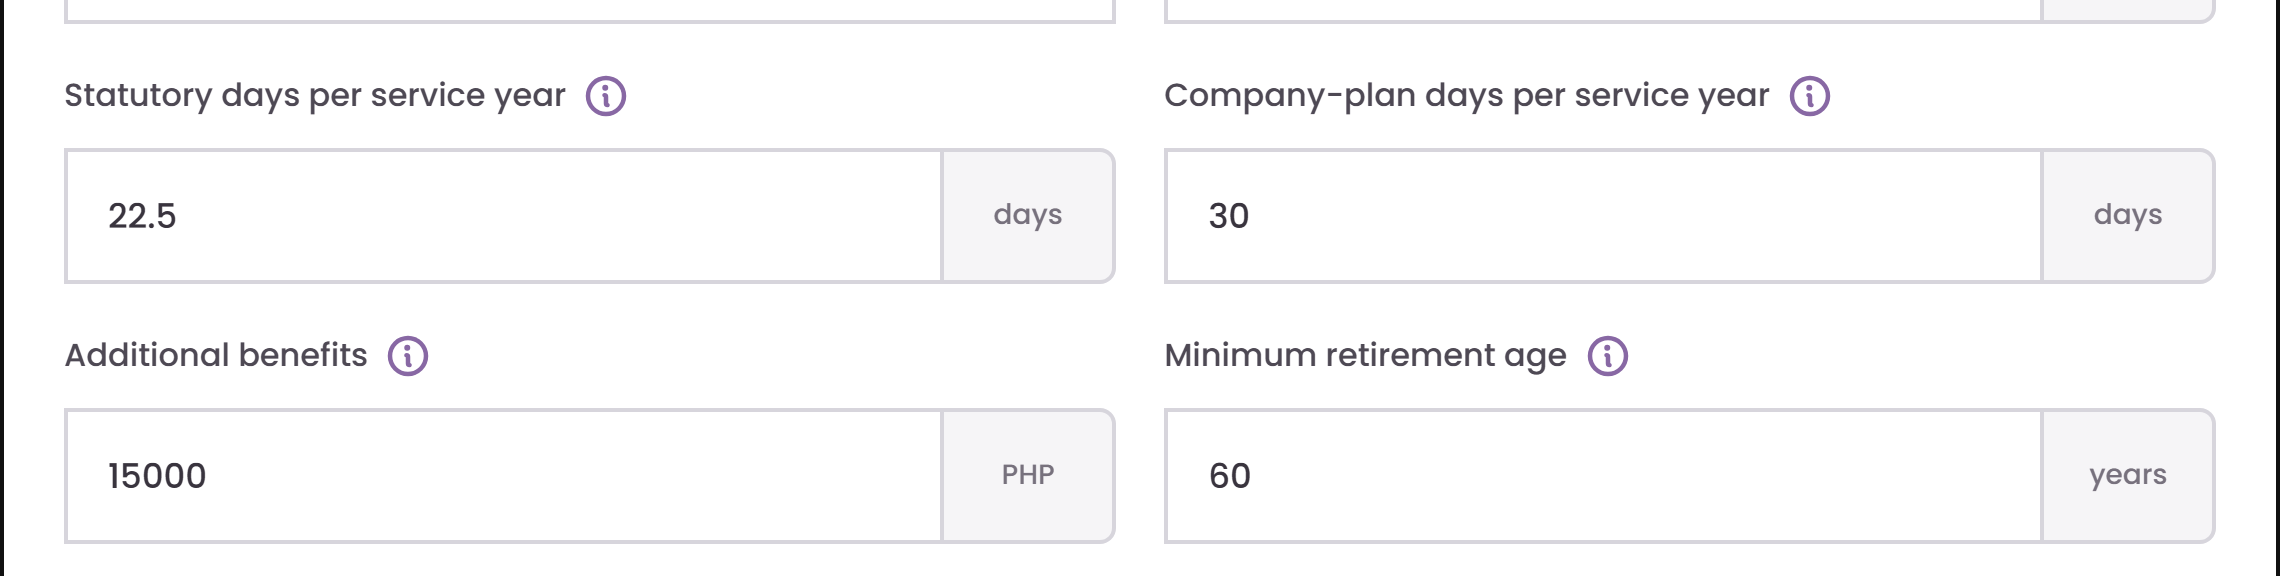 Statutory days per service year
Company-plan days per service year
22.5 days
30 days
Additional benefits
Minimum retirement age
15000 PHP
60 years